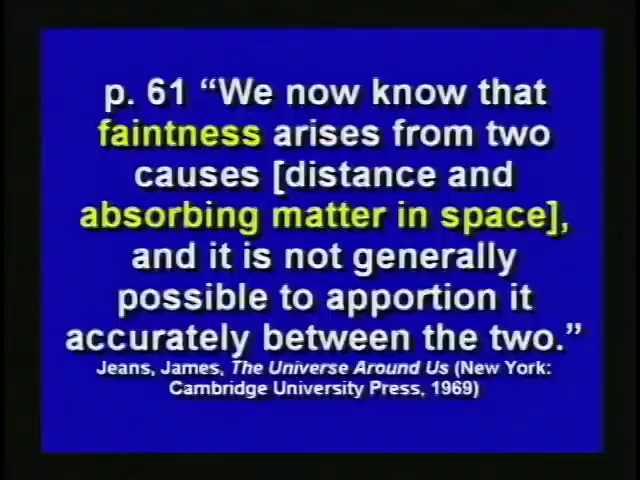 p. 61 “We now know that
faintness arises from two
causes [distance and
absorbing matter in space],
and it is not generally
possible to apportion it
accurately between the two.”
Jeans, James, The Universe Around Us (New York:
Cambridge University Press, 1969)